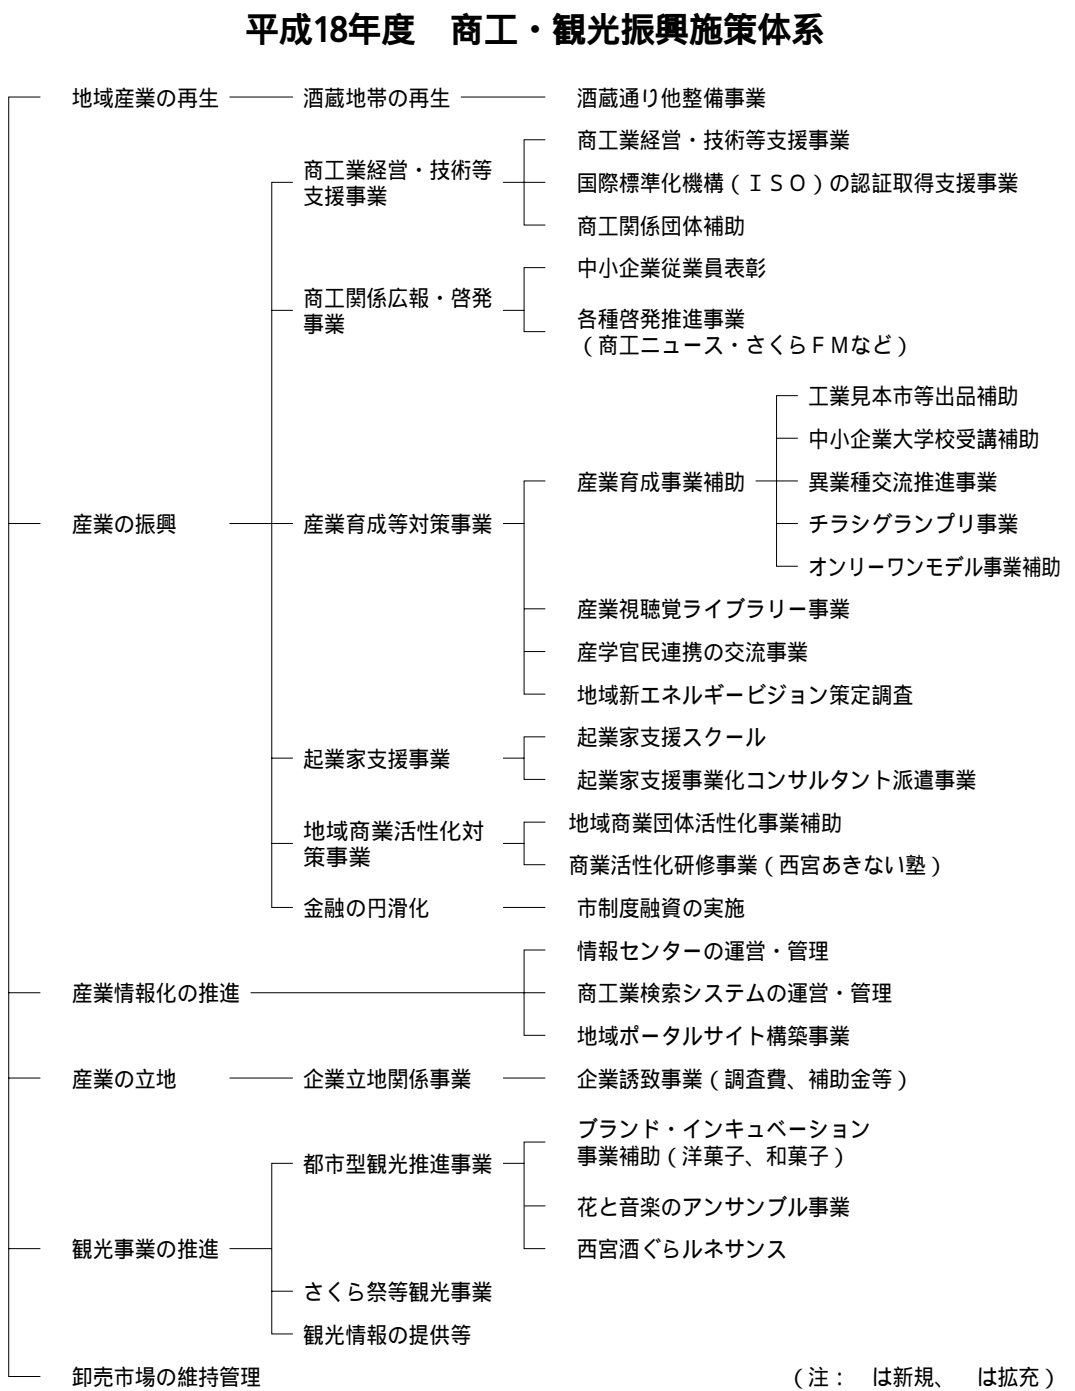 平成18年度　商工・観光振興施策体系
地域産業の再生
酒蔵地帯の再生
酒蔵通り他整備事業
産業の振興
商工業経営・技術等
支援事業
商工業経営・技術等支援事業
国際標準化機構（ＩＳＯ）の認証取得支援事業
商工関係団体補助
商工関係広報・啓発
事業
中小企業従業員表彰
各種啓発推進事業
（商工ニュース・さくらＦＭなど）
産業育成等対策事業
産業育成事業補助
工業見本市等出品補助
中小企業大学校受講補助
異業種交流推進事業
チラシグランプリ事業
オンリーワンモデル事業補助
産業視聴覚ライブラリー事業
産学官民連携の交流事業
地域新エネルギービジョン策定調査
起業家支援事業
起業家支援スクール
起業家支援事業化コンサルタント派遣事業
地域商業活性化対
策事業
地域商業団体活性化事業補助
商業活性化研修事業（西宮あきない塾）
金融の円滑化
市制度融資の実施
産業情報化の推進
情報センターの運営・管理
商工業検索システムの運営・管理
地域ポータルサイト構築事業
産業の立地
企業立地関係事業
企業誘致事業（調査費、補助金等）
観光事業の推進
都市型観光推進事業
ブランド・インキュベーション
事業補助（洋菓子、和菓子）
花と音楽のアンサンブル事業
西宮酒ぐらルネサンス
さくら祭等観光事業
観光情報の提供等
卸売市場の維持管理
（注：　は新規、　は拡充）